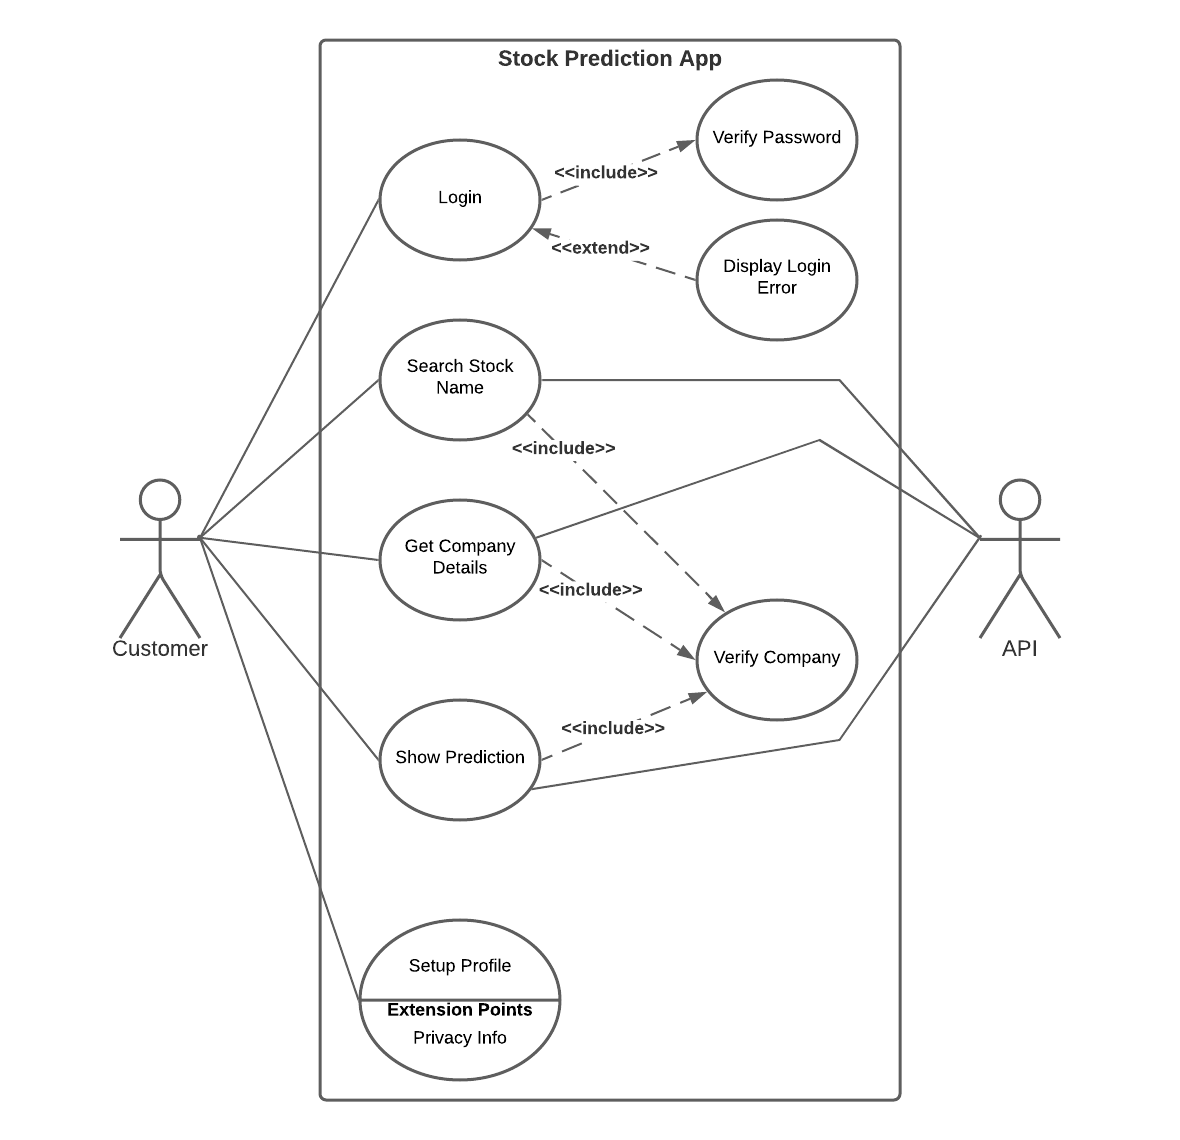 Stock Prediction App
Verify Password
<<include>>
Login
<<extend>>
Display Login
Error
Search Stock
Name
<<include>>
Get Company
Details
<<include>>
Customer
API
Verify Company
<<include>>
Show Prediction
Setup Profile
Extension Points
Privacy Info